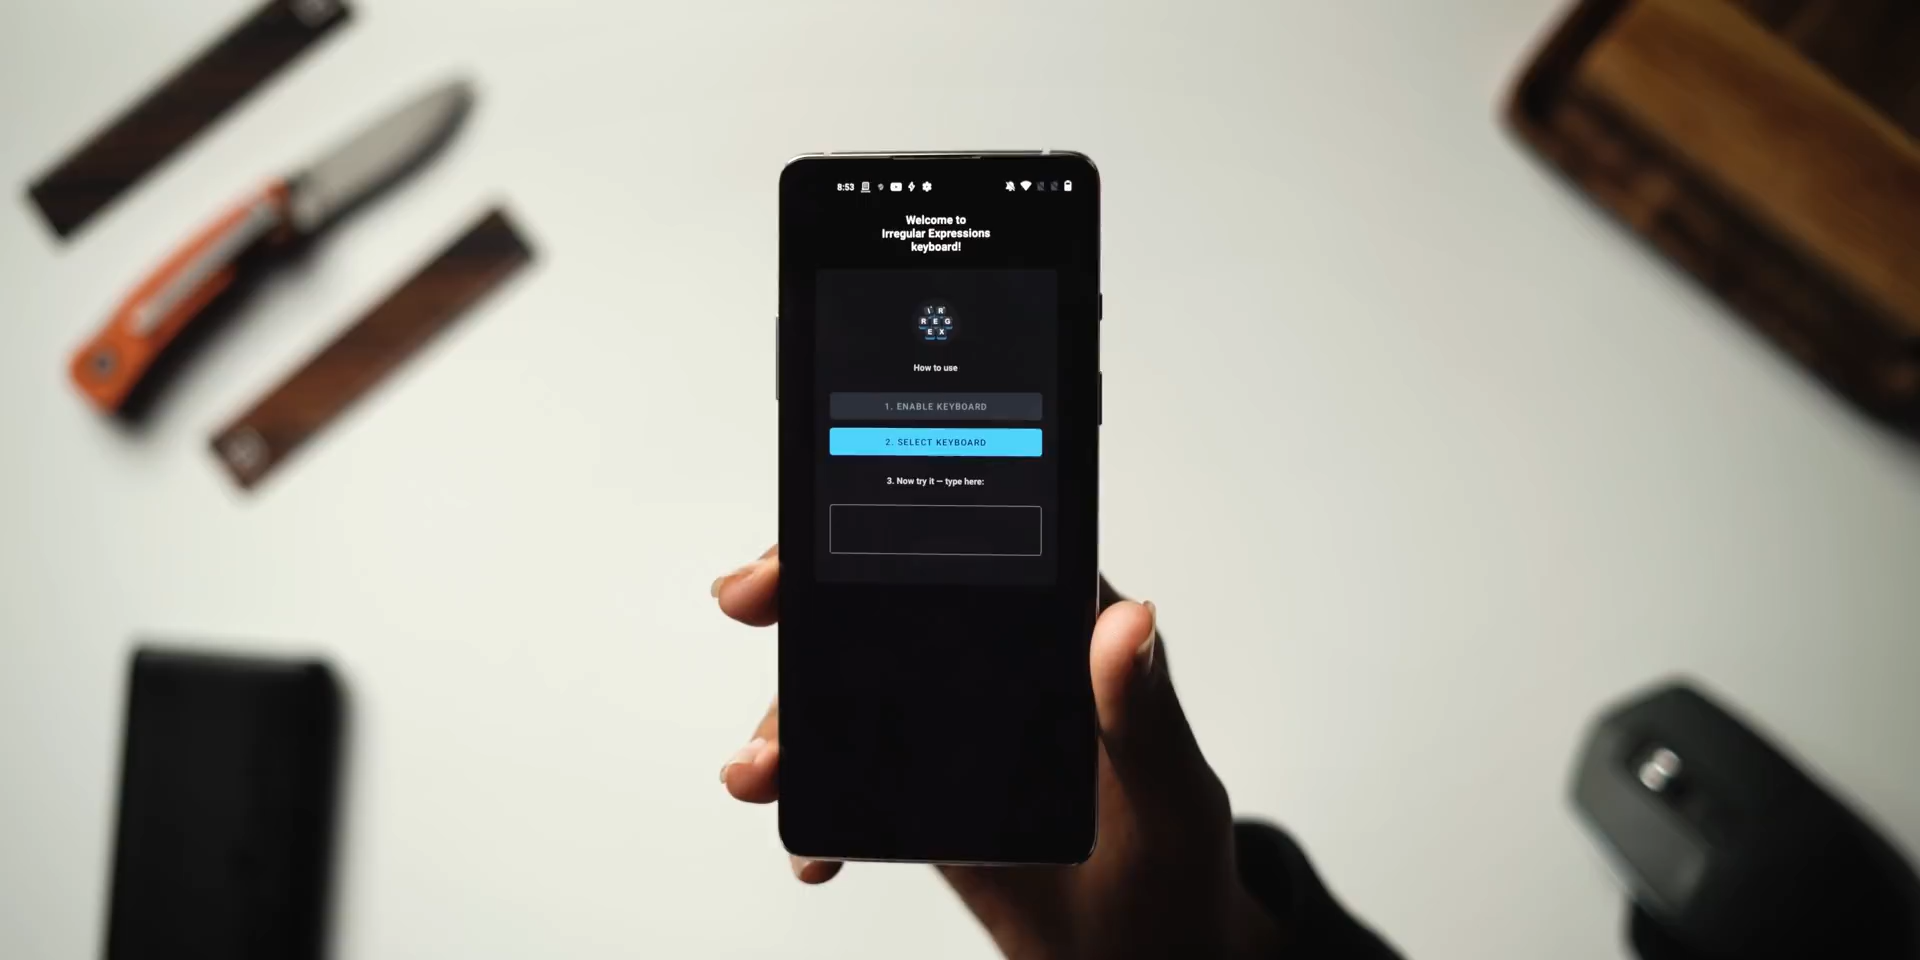 8:53
Welcome to
Irregular Expressions
keyboard!
I R
R E G
E X
How to use
1. ENABLE KEYBOARD
2. SELECT KEYBOARD
3. Now try it – type here: